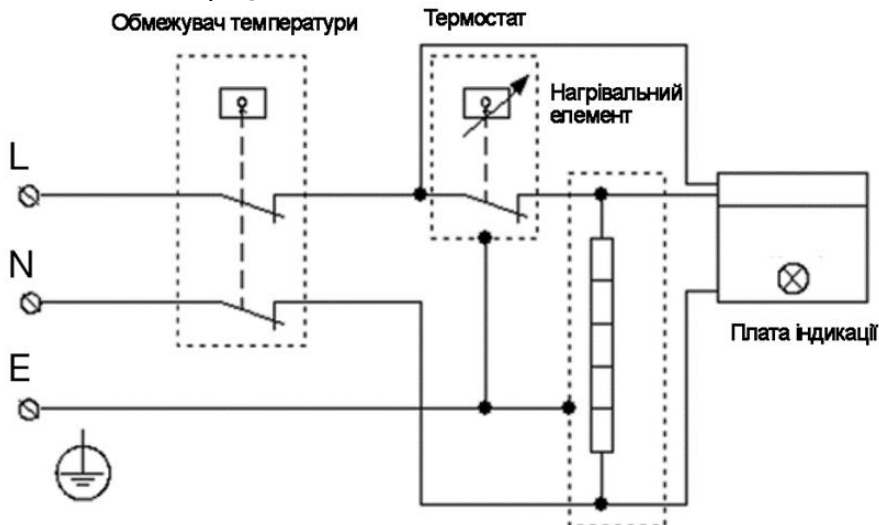 Обмежувач температури
Термостат
Нагрівальний
елемент
L
N
E
Плата індикації